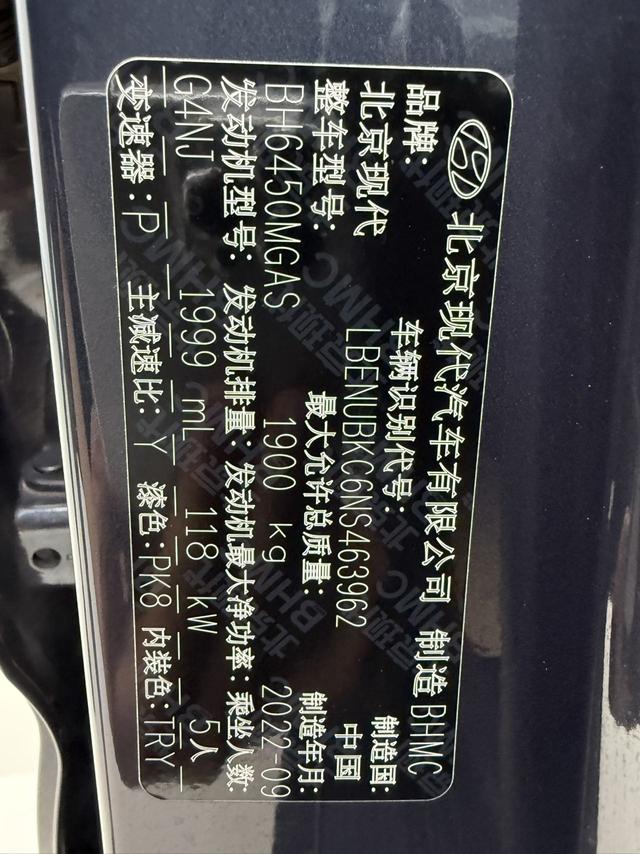 北京现代汽车有限公司 制造 BHMC
品牌: 车辆识别代号: 制造国:
北京现代 LBENUBKC6NS463962 中国
整车型号: 最大允许总质量: 制造年月:
BH6450MGAS 1900 kg 2022-09
发动机型号: 发动机排量: 发动机最大净功率: 乘坐人数:
G4NJ 1999 mL 118 kW 5人
变速器: P 主减速比: Y 漆色: PK8 内装色: TRY